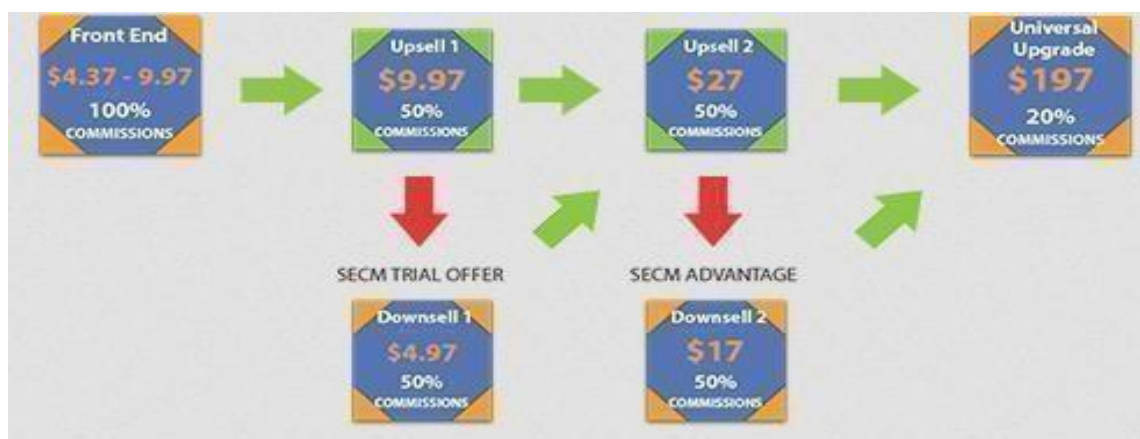 Front End
$4.37 - 9.97
100%
COMMISSIONS
Upsell 1
$9.97
50%
COMMISSIONS
Upsell 2
$27
50%
COMMISSIONS
Universal
Upgrade
$197
20%
COMMISSIONS
SECM TRIAL OFFER
Downsell 1
$4.97
50%
COMMISSIONS
SECM ADVANTAGE
Downsell 2
$17
50%
COMMISSIONS